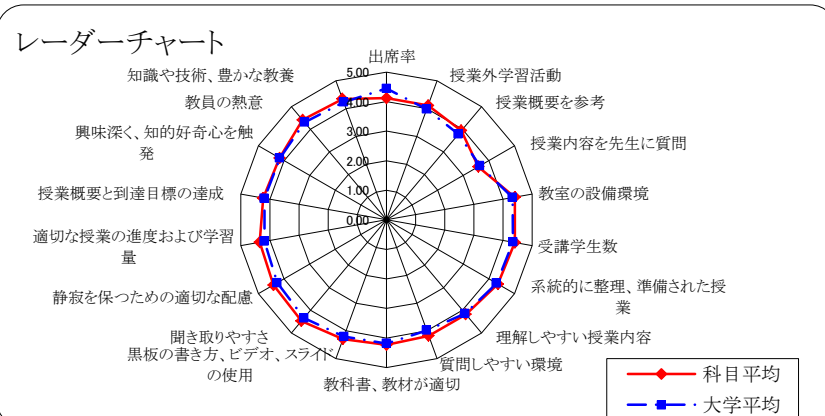 レーダーチャート
出席率
授業外学習活動
授業概要を参考
授業内容を先生に質問
教室の設備環境
受講学生数
系統的に整理、準備された授
業
理解しやすい授業内容
質問しやすい環境
教科書、教材が適切
黒板の書き方、ビデオ、スライド
の使用
聞き取りやすさ
静寂を保つための適切な配慮
適切な授業の進度および学習
量
授業概要と到達目標の達成
興味深く、知的好奇心を触
発
教員の熱意
知識や技術、豊かな教養
5.00
4.00
3.00
2.00
1.00
0.00
科目平均
大学平均